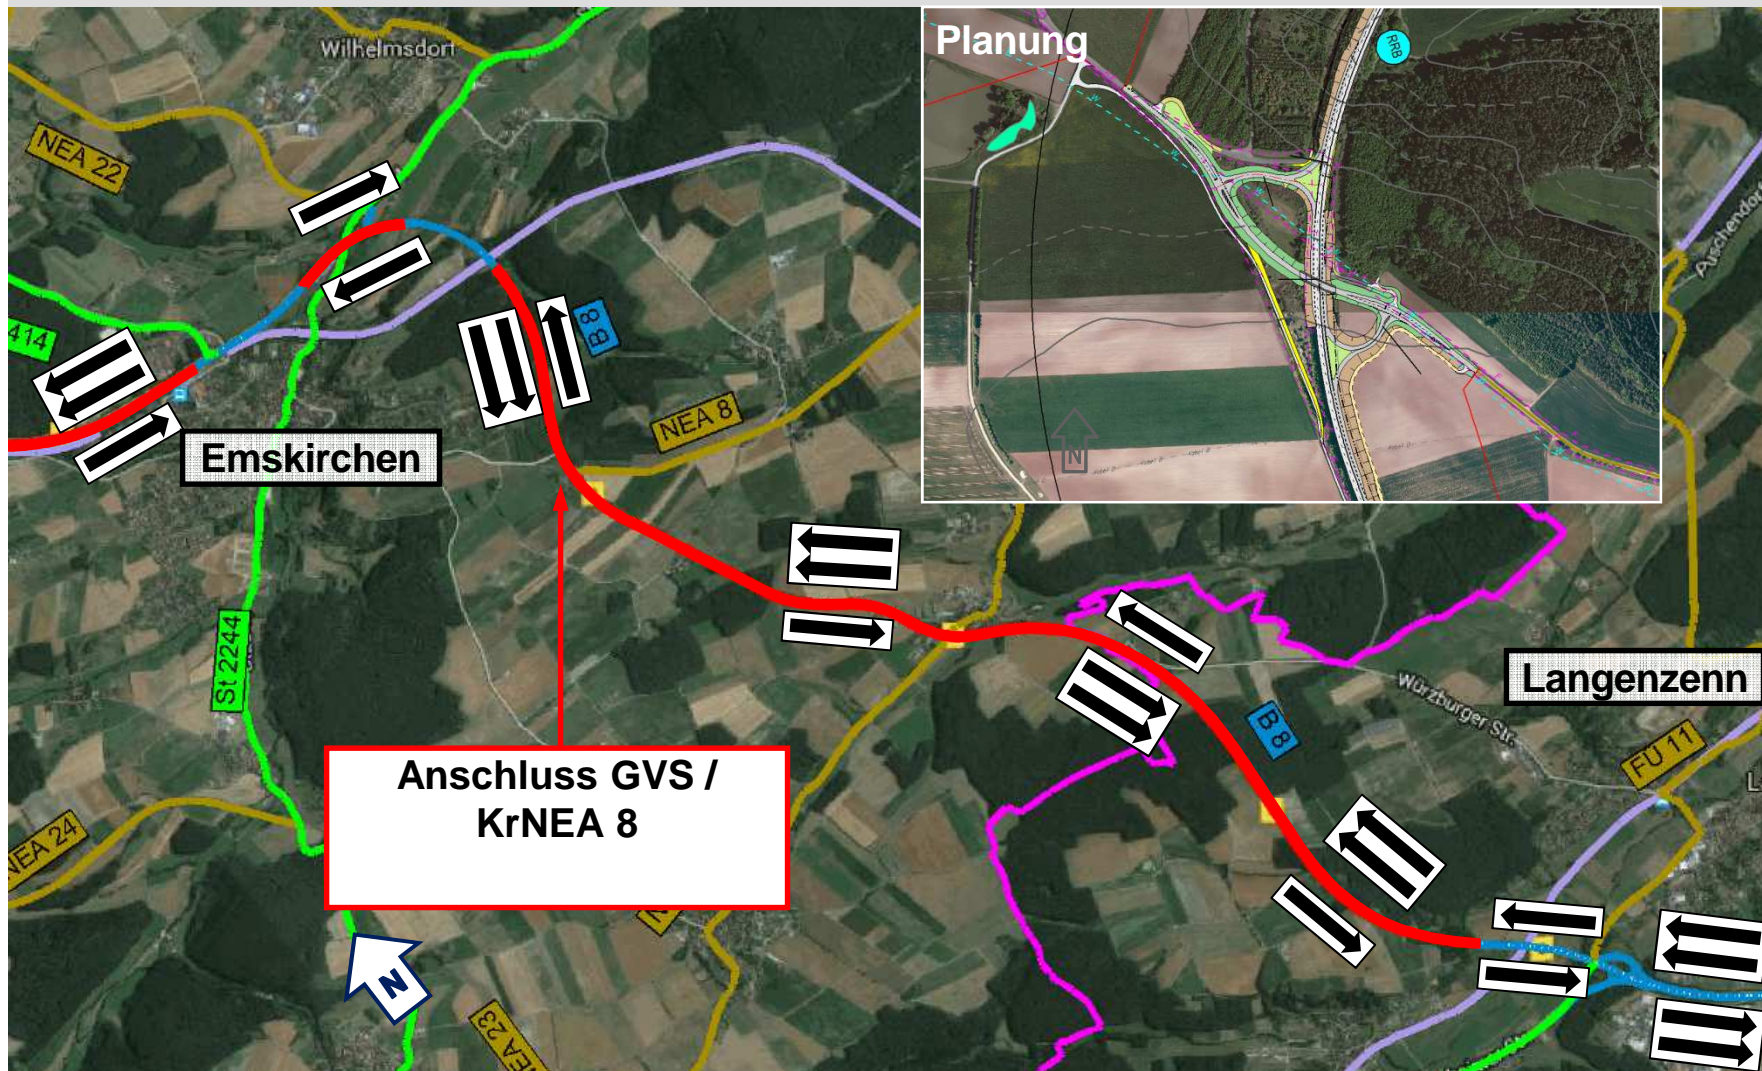 Wilhelmsdorf
Planung
RRB
NEA 22
N
Aurachendorf
414
B 8
NEA 8
Emskirchen
St 2244
Langenzenn
Würzburger Str.
B 8
FÜ 11
Anschluss GVS /
KrNEA 8
NEA 24
N
NEA 23